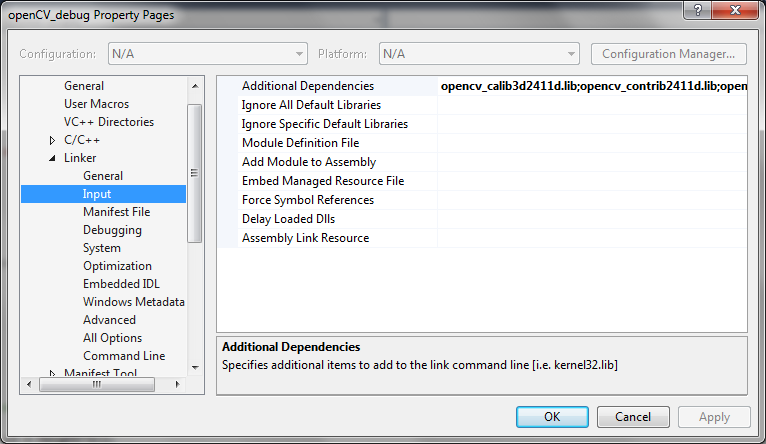 openCV_debug Property Pages
Configuration: N/A Platform: N/A Configuration Manager...
General
User Macros
VC++ Directories
C/C++
Linker
General
Input
Manifest File
Debugging
System
Optimization
Embedded IDL
Windows Metadata
Advanced
All Options
Command Line
Manifest Tool
Additional Dependencies opencv_calib3d2411d.lib;opencv_contrib2411d.lib;open
Ignore All Default Libraries
Ignore Specific Default Libraries
Module Definition File
Add Module to Assembly
Embed Managed Resource File
Force Symbol References
Delay Loaded Dlls
Assembly Link Resource
Additional Dependencies
Specifies additional items to add to the link command line [i.e. kernel32.lib]
OK Cancel Apply